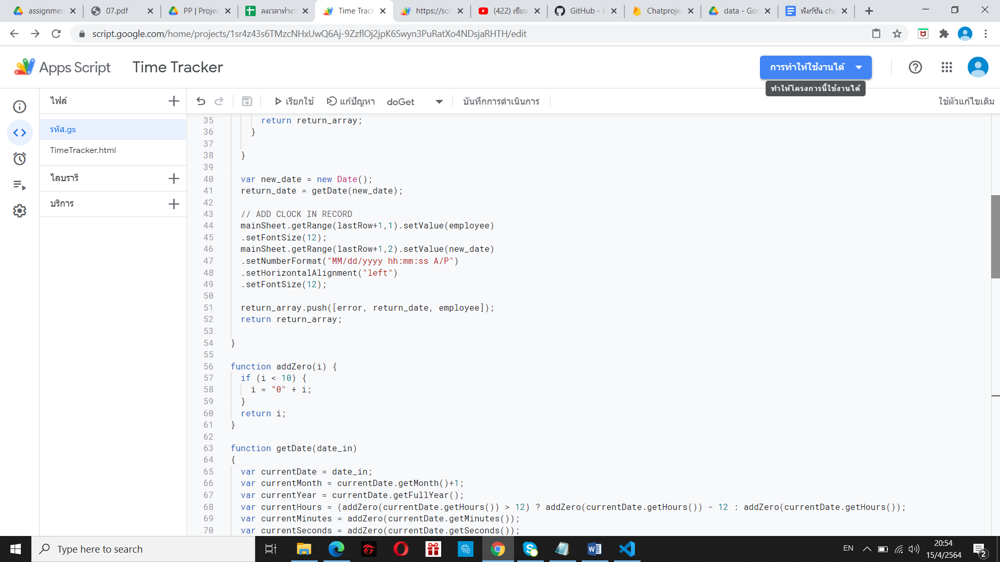 assignmen
07.pdf
PP | Projec
ลงเวลาทำงา
Time Track
https://scr
(422) เขียน
GitHub - E
Chatproje
data - Goo
ฟังก์ชัน cha
script.google.com/home/projects/1sr4z43s6TMzcNHxUwQ6Aj-9ZzflOj2jpK6Swyn3PuRatXo4NDsjaRHTH/edit
Apps Script
Time Tracker
การทำให้ใช้งานได้
ทำให้โครงการนี้ใช้งานได้
ไฟล์
เรียกใช้
แก้ปัญหา
doGet
บันทึกการดำเนินการ
ใช้ตัวแก้ไขเดิม
รหัส.gs
TimeTracker.html
ไลบรารี
บริการ
35 return return_array;
36 }
37
38 }
39
40 var new_date = new Date();
41 return_date = getDate(new_date);
42
43 // ADD CLOCK IN RECORD
44 mainSheet.getRange(lastRow+1,1).setValue(employee)
45 .setFontSize(12);
46 mainSheet.getRange(lastRow+1,2).setValue(new_date)
47 .setNumberFormat("MM/dd/yyyy hh:mm:ss A/P")
48 .setHorizontalAlignment("left")
49 .setFontSize(12);
50
51 return_array.push([error, return_date, employee]);
52 return return_array;
53
54 }
55
56 function addZero(i) {
57 if (i < 10) {
58 i = "0" + i;
59 }
60 return i;
61 }
62
63 function getDate(date_in)
64 {
65 var currentDate = date_in;
66 var currentMonth = currentDate.getMonth()+1;
67 var currentYear = currentDate.getFullYear();
68 var currentHours = (addZero(currentDate.getHours()) > 12) ? addZero(currentDate.getHours()) - 12 : addZero(currentDate.getHours());
69 var currentMinutes = addZero(currentDate.getMinutes());
70 var currentSeconds = addZero(currentDate.getSeconds());
Type here to search
EN
20:54
15/4/2564
2